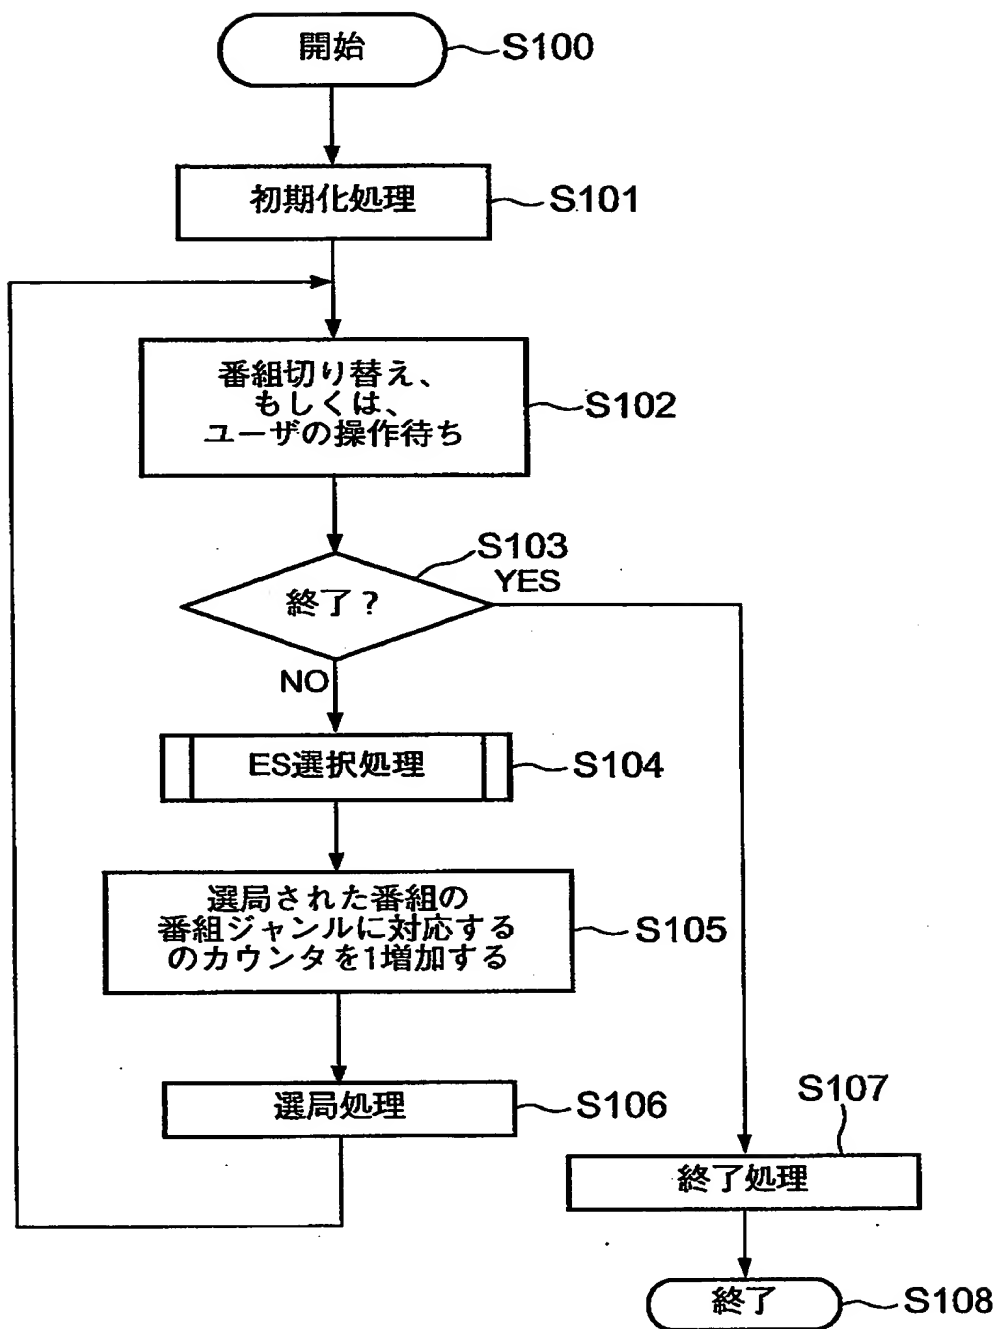 開始
S100
初期化処理
S101
番組切り替え、
もしくは、
ユーザの操作待ち
S102
S103
終了?
YES
NO
ES選択処理
S104
選局された番組の
番組ジャンルに対応する
のカウンタを1増加する
S105
選局処理
S106
S107
終了処理
終了
S108